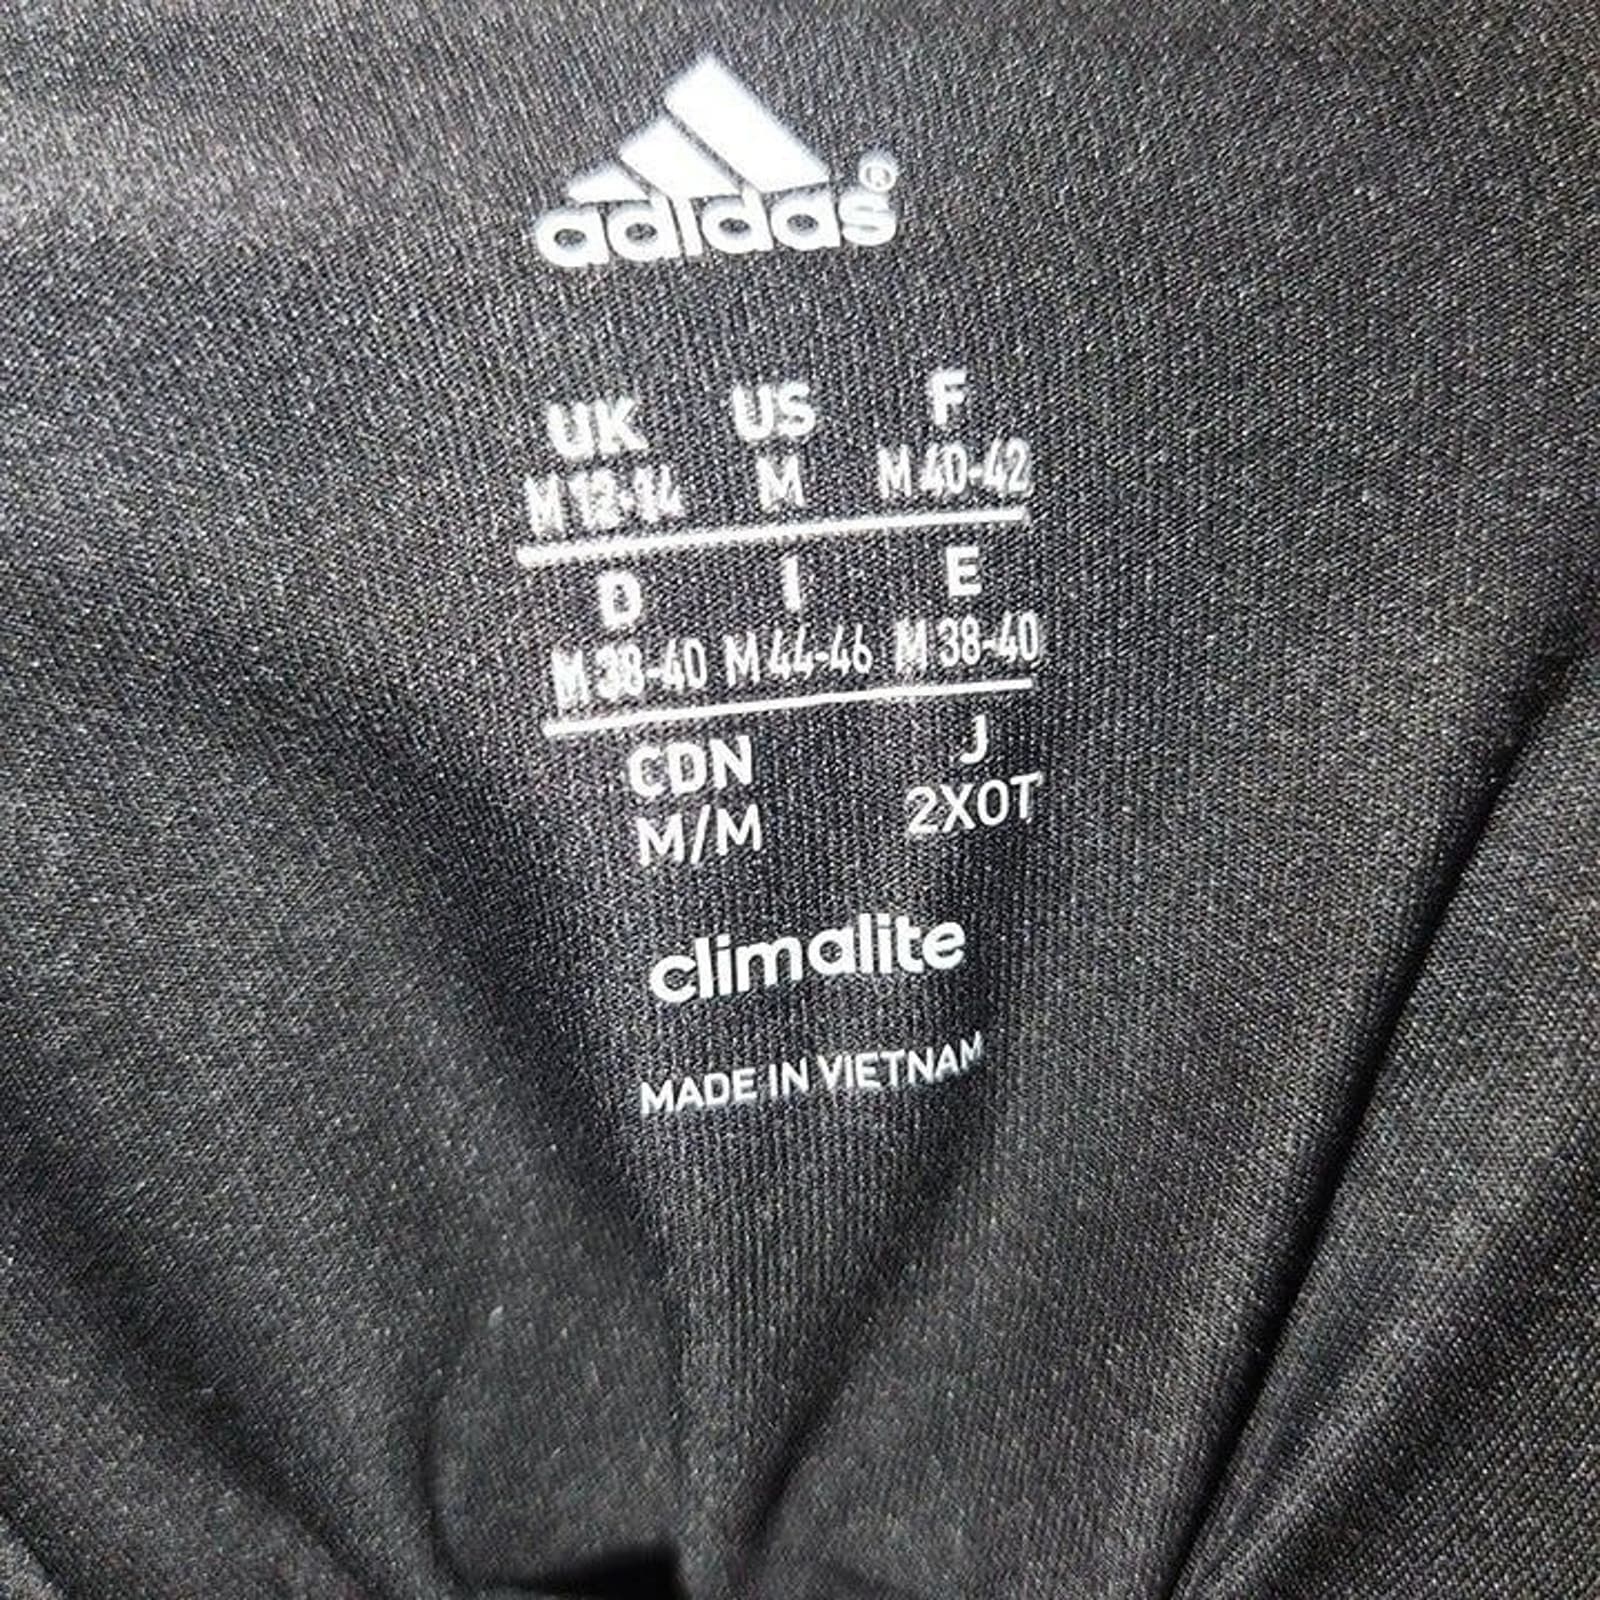 adidas®
UK US F
M 12-14 M M 40-42
D I E
M 38-40 M 44-46 M 38-40
CDN J
M/M 2XOT
climalite
MADE IN VIETNAM